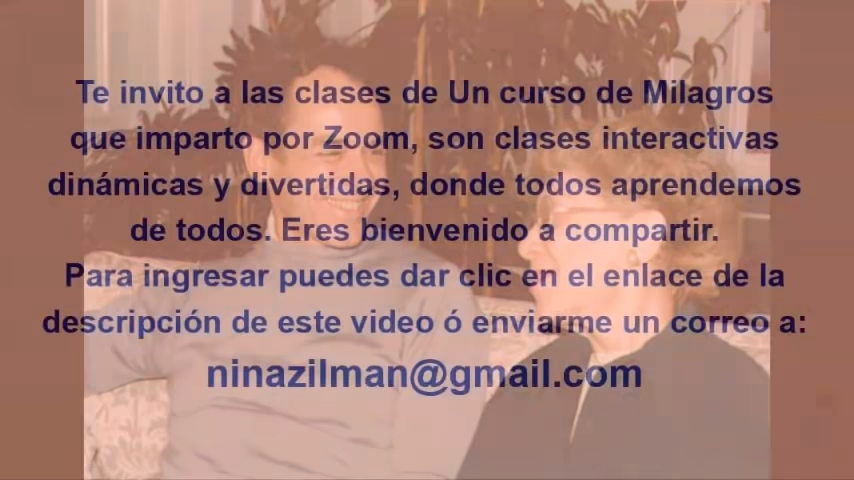 Te invito a las clases de Un curso de Milagros
que imparto por Zoom, son clases interactivas
dinámicas y divertidas, donde todos aprendemos
de todos. Eres bienvenido a compartir.
Para ingresar puedes dar clic en el enlace de la
descripción de este video ó enviarme un correo a:
ninazilman@gmail.com